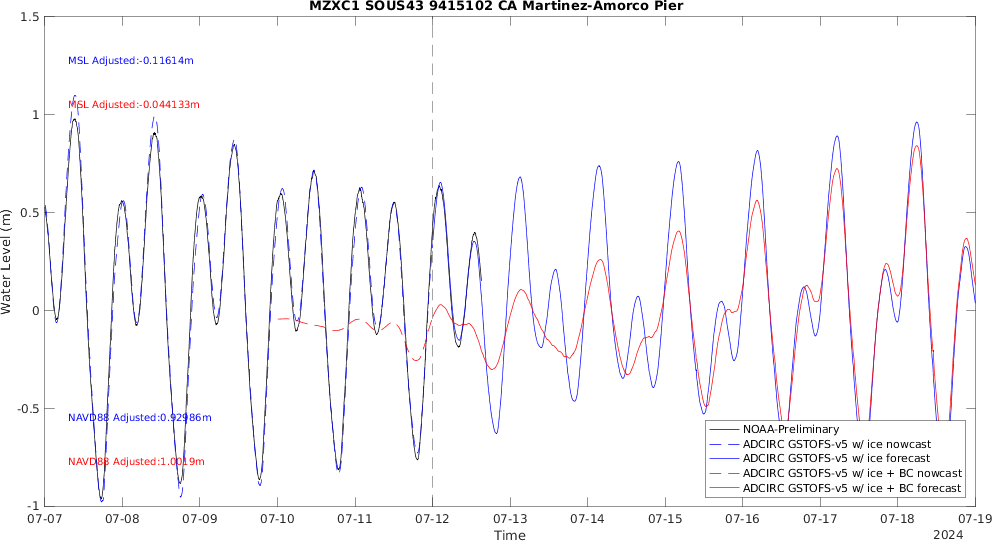 MZXC1 SOUS43 9415102 CA Martinez-Amorco Pier
1.5
1
0.5
0
-0.5
-1
Water Level (m)
MSL Adjusted:-0.11614m
MSL Adjusted:-0.044133m
NAVD88 Adjusted:0.92986m
NAVD88 Adjusted:1.0019m
NOAA-Preliminary
ADCIRC GSTOFS-v5 w/ ice nowcast
ADCIRC GSTOFS-v5 w/ ice forecast
ADCIRC GSTOFS-v5 w/ ice + BC nowcast
ADCIRC GSTOFS-v5 w/ ice + BC forecast
07-07 07-08 07-09 07-10 07-11 07-12 07-13 07-14 07-15 07-16 07-17 07-18 07-19
Time
2024